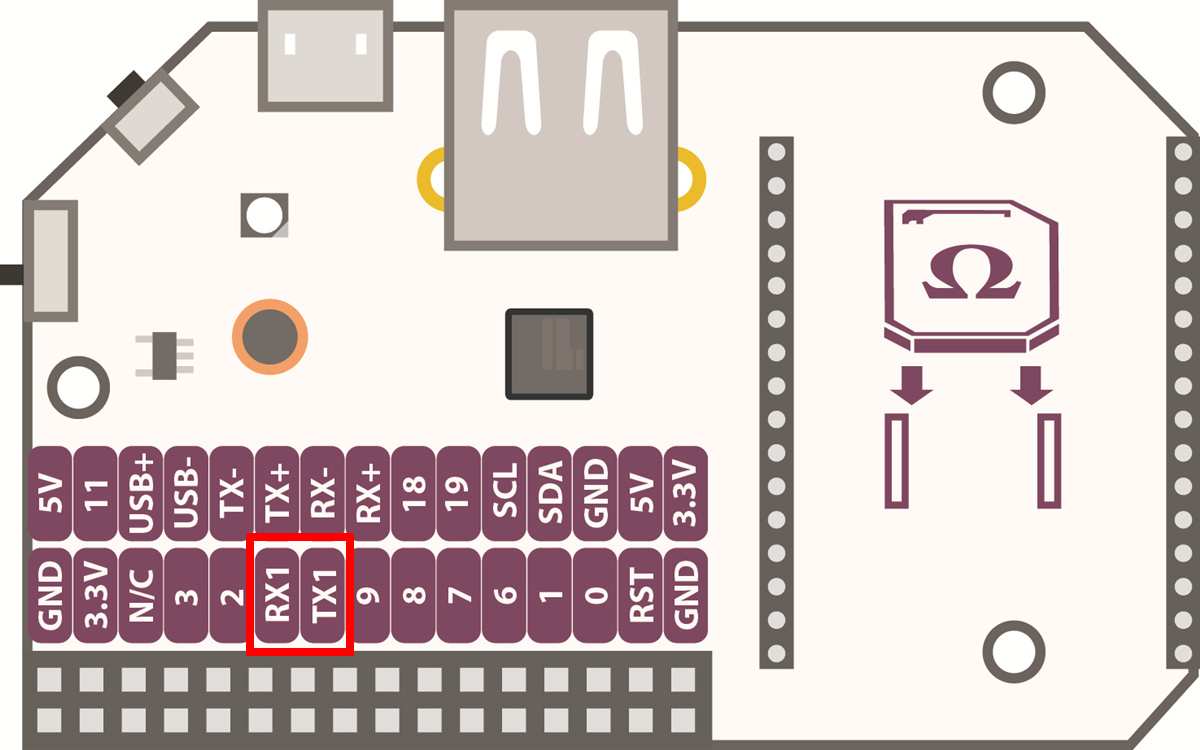 5V 11 USB+ USB- TX- TX+ RX- RX+ 18 19 SCL SDA GND 5V 3.3V
GND 3.3V N/C 3 2 RX1 TX1 9 8 7 6 1 0 RST GND
Ω